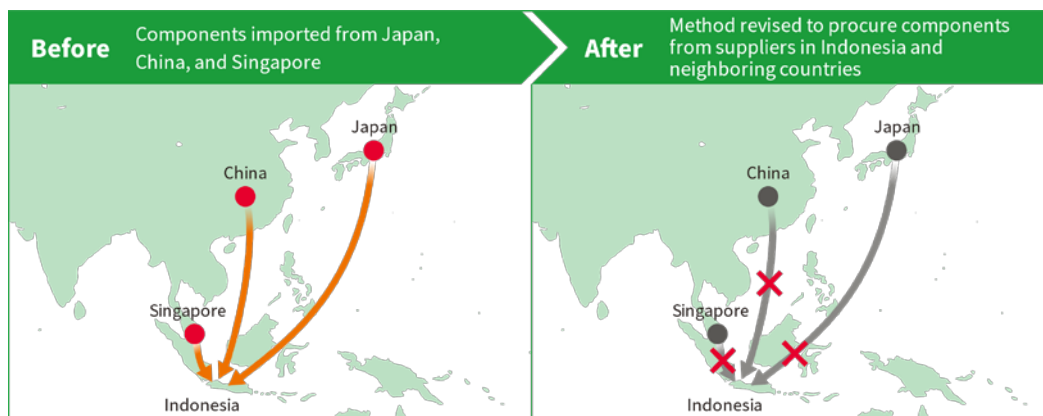 Before
Components imported from Japan,
China, and Singapore
After
Method revised to procure components
from suppliers in Indonesia and
neighboring countries
Japan
China
Singapore
Indonesia
Japan
China
Singapore
Indonesia